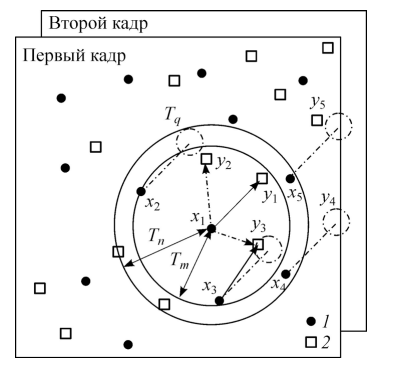 Второй кадр
Первый кадр
T_q
y_5
y_2
y_1
x_5
x_2
x_1
y_4
y_3
T_n
T_m
x_3
x_4
1
2